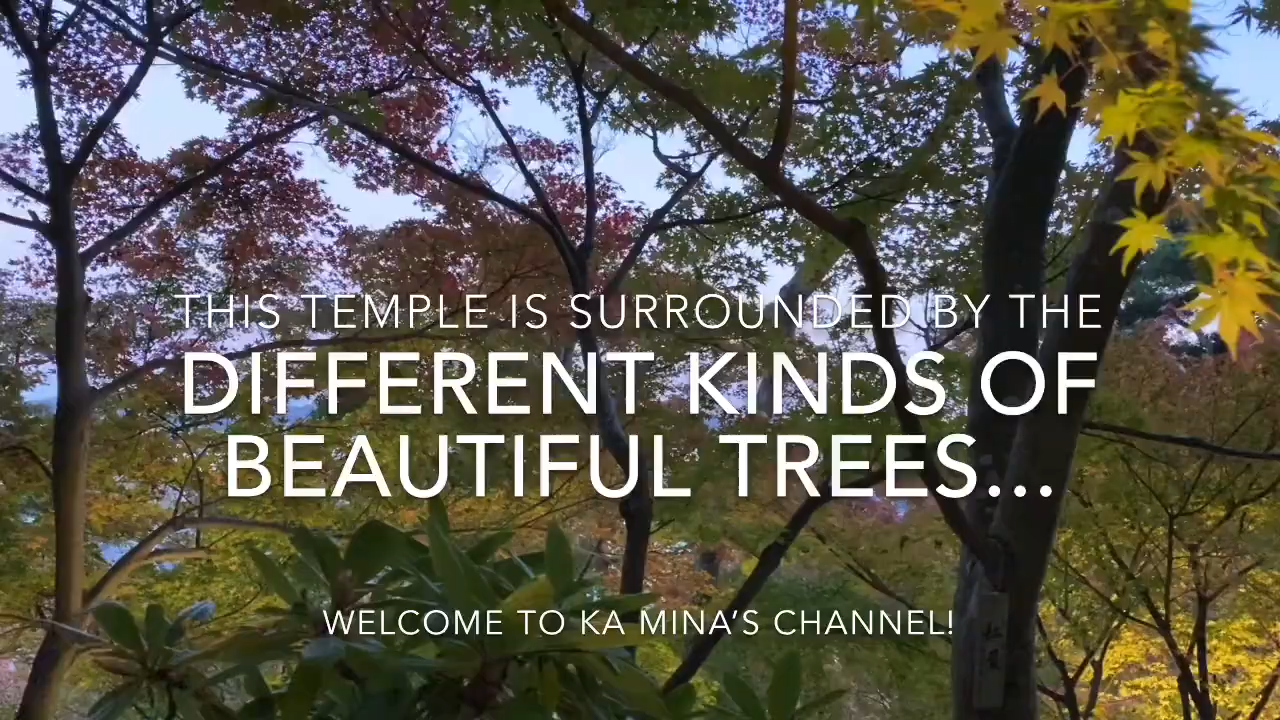 THIS TEMPLE IS SURROUNDED BY THE
DIFFERENT KINDS OF
BEAUTIFUL TREES...
WELCOME TO KA MINA'S CHANNEL!